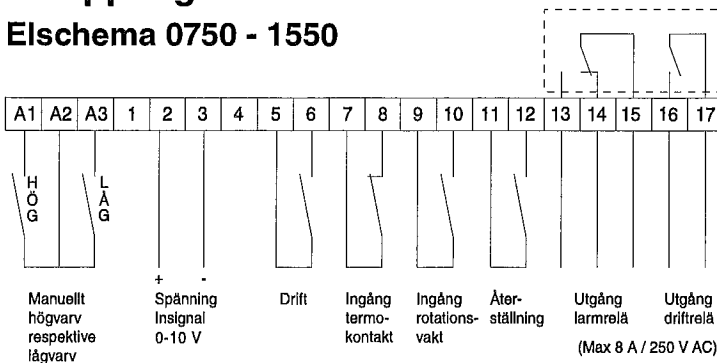 Elschema 0750 - 1550
A1 A2 A3 1 2 3 4 5 6 7 8 9 10 11 12 13 14 15 16 17
HÖG
LÅG
+ -
Manuellt
högvarv
respektive
lågvarv
Spänning
Insignal
0-10 V
Drift
Ingång
termo-
kontakt
Ingång
rotations-
vakt
Åter-
ställning
Utgång
larmrelä
Utgång
driftrelä
(Max 8 A / 250 V AC)